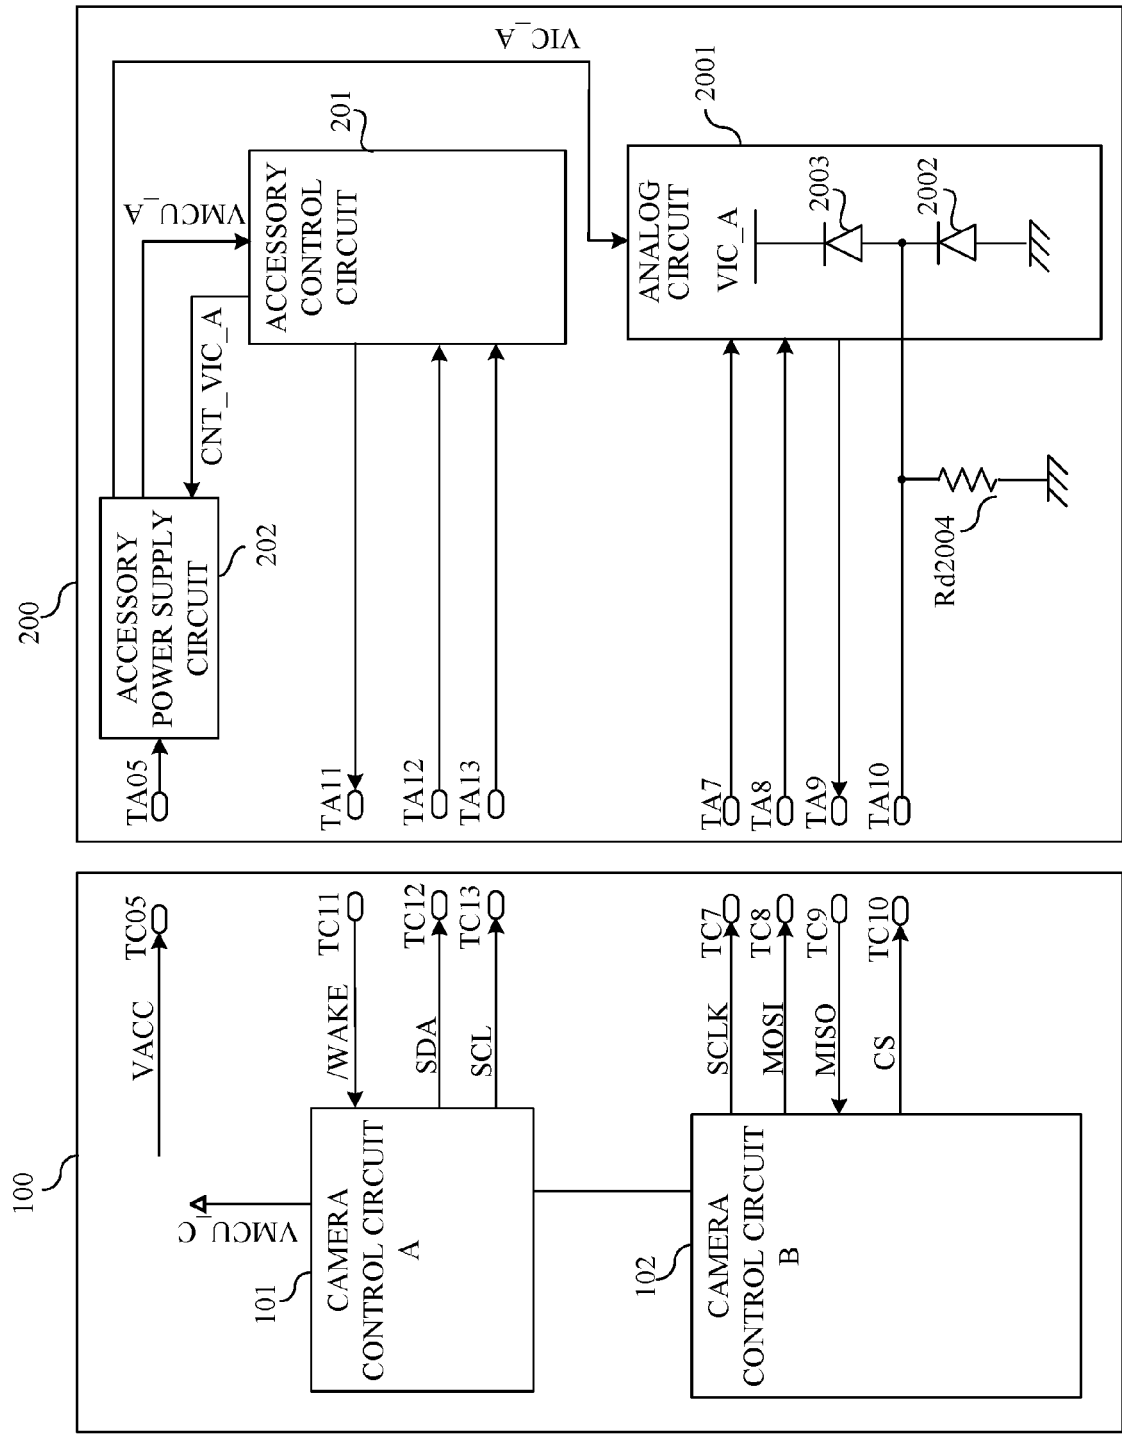 100
VMCU_C
VACC
TC05
101
CAMERA
CONTROL CIRCUIT
A
/WAKE
TC11
SDA
TC12
SCL
TC13
102
CAMERA
CONTROL CIRCUIT
B
SCLK
TC7
MOSI
TC8
MISO
TC9
CS
TC10
200
TA05
ACCESSORY
POWER SUPPLY
CIRCUIT
202
VIC_A
VMCU_A
CNT_VIC_A
201
ACCESSORY
CONTROL
CIRCUIT
TA11
TA12
TA13
2001
ANALOG
CIRCUIT
VIC_A
2003
2002
TA7
TA8
TA9
TA10
Rd2004